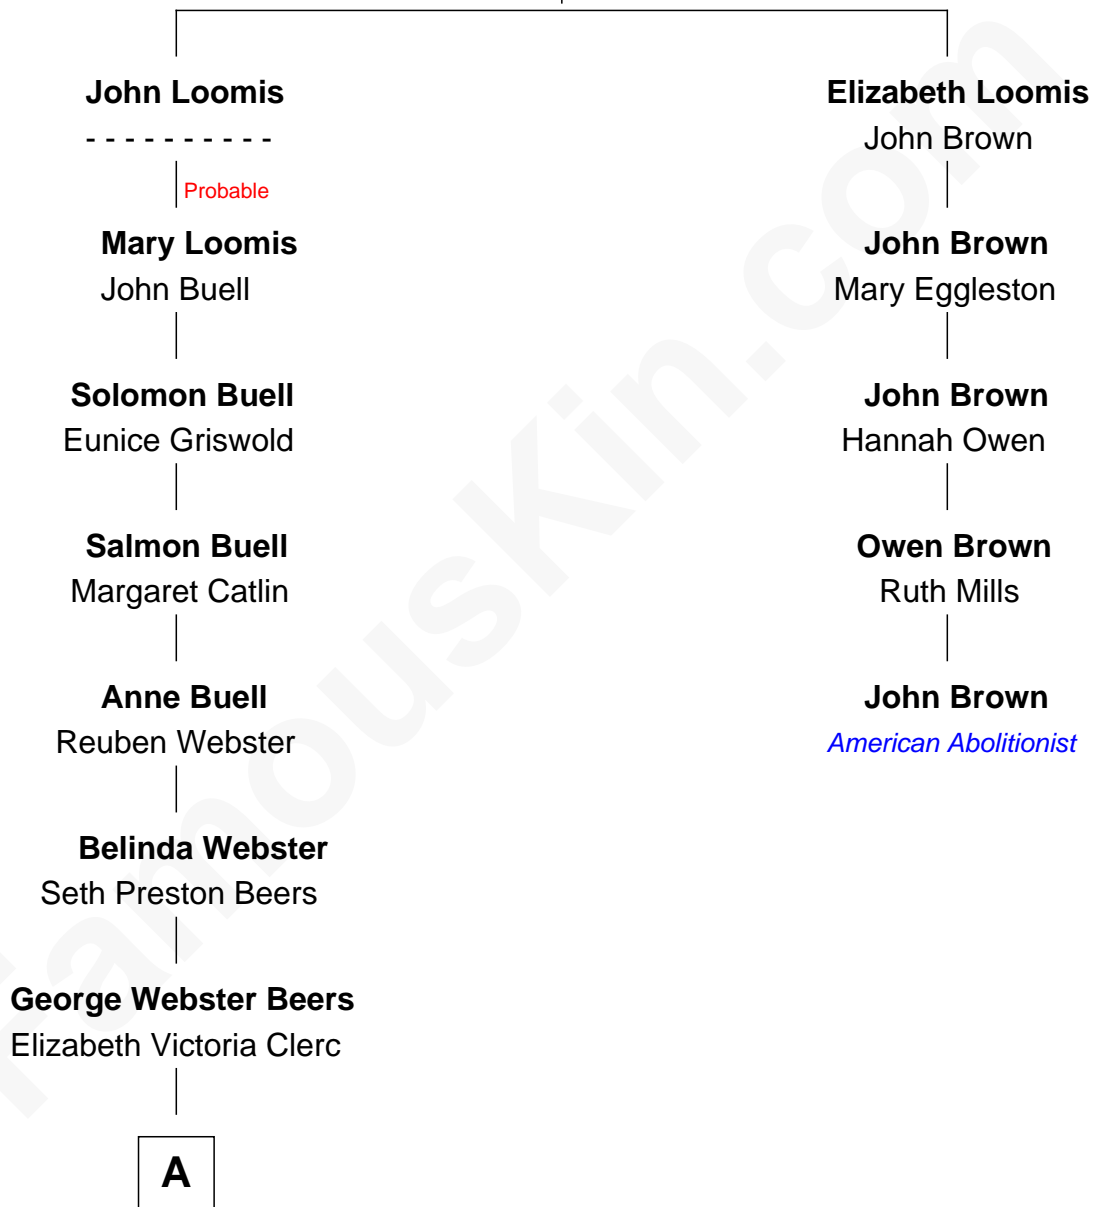 John Loomis
- - - - - - - - - -
Probable
Mary Loomis
John Buell
Solomon Buell
Eunice Griswold
Salmon Buell
Margaret Catlin
Anne Buell
Reuben Webster
Belinda Webster
Seth Preston Beers
George Webster Beers
Elizabeth Victoria Clerc
A
Elizabeth Loomis
John Brown
John Brown
Mary Eggleston
John Brown
Hannah Owen
Owen Brown
Ruth Mills
John Brown
American Abolitionist
FamousKin.com